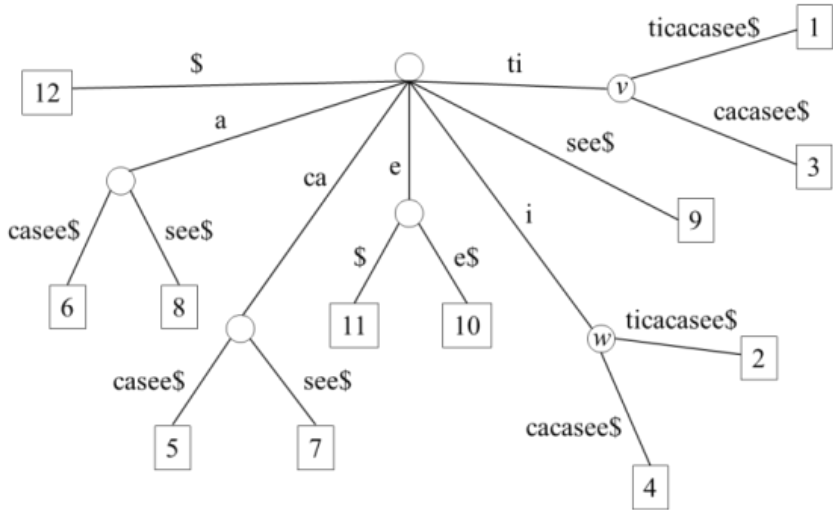 ticacasee$
1
$
ti
12
v
a
cacasee$
see$
3
ca
e
9
casee$
see$
i
$
e$
6
8
11
10
ticacasee$
w
2
casee$
see$
cacasee$
5
7
4